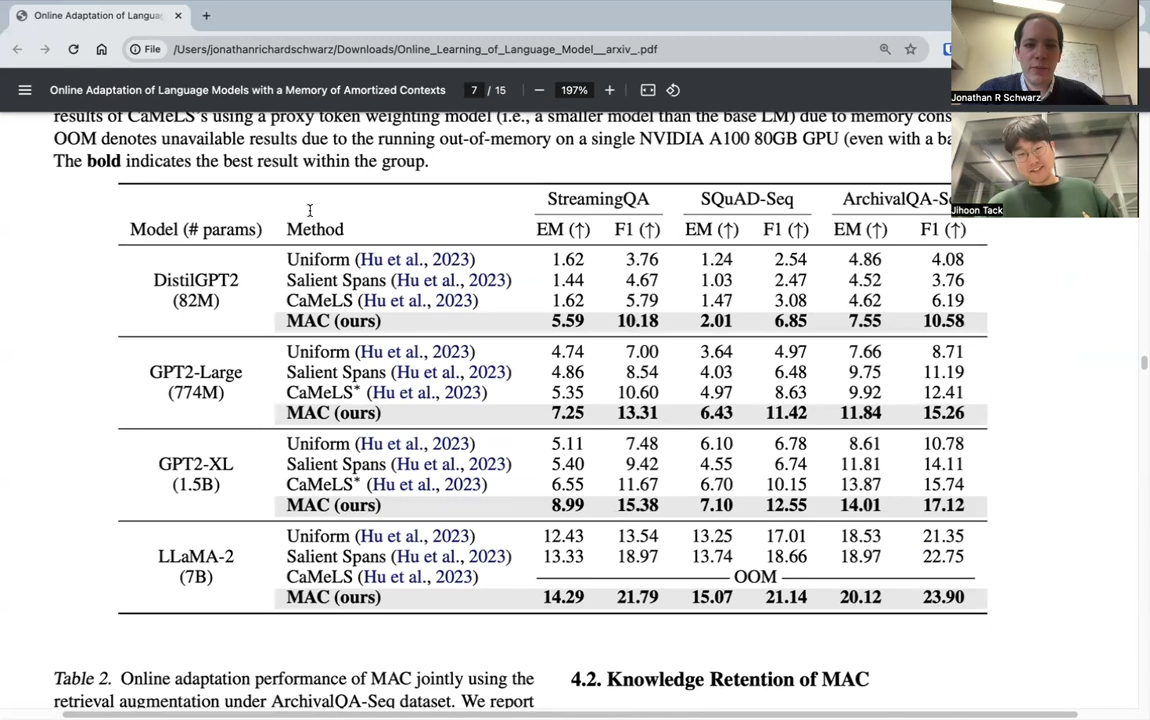 Online Adaptation of Langua
File /Users/jonathanrichardschwarz/Downloads/Online_Learning_of_Language_Model__arxiv_.pdf
Online Adaptation of Language Models with a Memory of Amortized Contexts 7 / 15 197%
Jonathan R Schwarz
Jihoon Tack
results of CaMeLS's using a proxy token weighting model (i.e., a smaller model than the base LM) due to memory cons
OOM denotes unavailable results due to the running out-of-memory on a single NVIDIA A100 80GB GPU (even with a ba
The bold indicates the best result within the group.
StreamingQA SQuAD-Seq ArchivalQA-Se
Model (# params) Method EM (↑) F1 (↑) EM (↑) F1 (↑) EM (↑) F1 (↑)
Uniform (Hu et al., 2023) 1.62 3.76 1.24 2.54 4.86 4.08
DistilGPT2 Salient Spans (Hu et al., 2023) 1.44 4.67 1.03 2.47 4.52 3.76
(82M) CaMeLS (Hu et al., 2023) 1.62 5.79 1.47 3.08 4.62 6.19
MAC (ours) 5.59 10.18 2.01 6.85 7.55 10.58
Uniform (Hu et al., 2023) 4.74 7.00 3.64 4.97 7.66 8.71
GPT2-Large Salient Spans (Hu et al., 2023) 4.86 8.54 4.03 6.48 9.75 11.19
(774M) CaMeLS* (Hu et al., 2023) 5.35 10.60 4.97 8.63 9.92 12.41
MAC (ours) 7.25 13.31 6.43 11.42 11.84 15.26
Uniform (Hu et al., 2023) 5.11 7.48 6.10 6.78 8.61 10.78
GPT2-XL Salient Spans (Hu et al., 2023) 5.40 9.42 4.55 6.74 11.81 14.11
(1.5B) CaMeLS* (Hu et al., 2023) 6.55 11.67 6.70 10.15 13.87 15.74
MAC (ours) 8.99 15.38 7.10 12.55 14.01 17.12
Uniform (Hu et al., 2023) 12.43 13.54 13.25 17.01 18.53 21.35
LLaMA-2 Salient Spans (Hu et al., 2023) 13.33 18.97 13.74 18.66 18.97 22.75
(7B) CaMeLS (Hu et al., 2023) OOM
MAC (ours) 14.29 21.79 15.07 21.14 20.12 23.90
Table 2. Online adaptation performance of MAC jointly using the
retrieval augmentation under ArchivalQA-Seq dataset. We report
4.2. Knowledge Retention of MAC